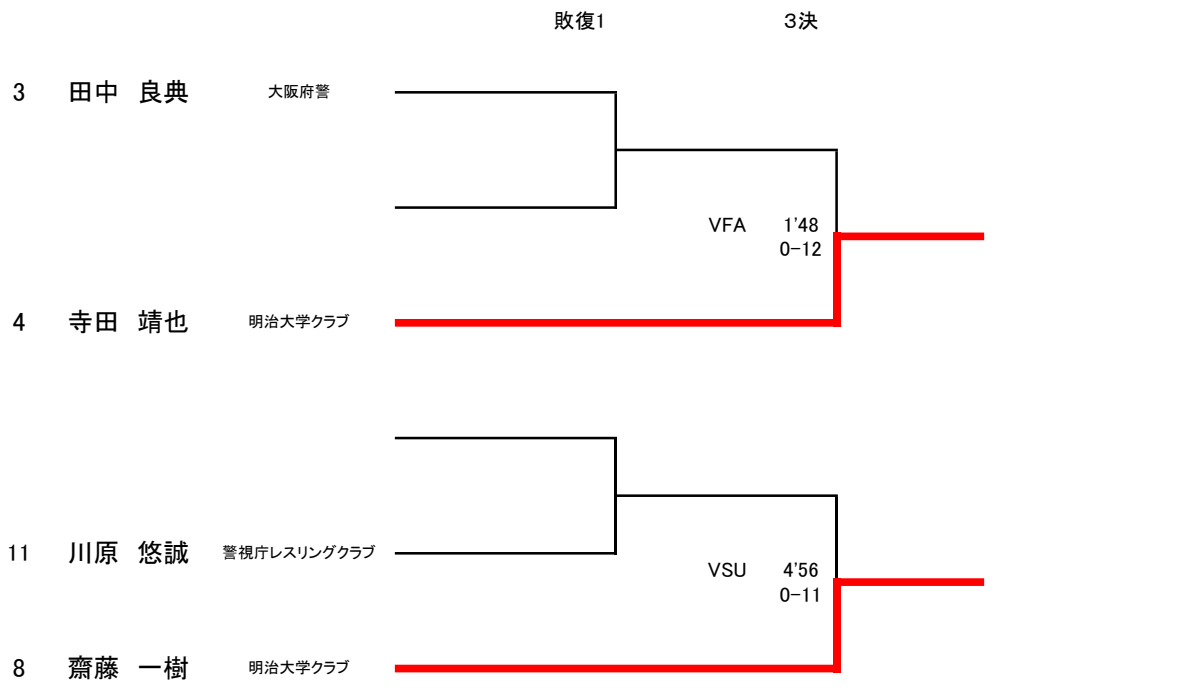 敗復1 3決
3 田中 良典 大阪府警
VFA 1'48
0-12
4 寺田 靖也 明治大学クラブ
11 川原 悠誠 警視庁レスリングクラブ
VSU 4'56
0-11
8 齋藤 一樹 明治大学クラブ